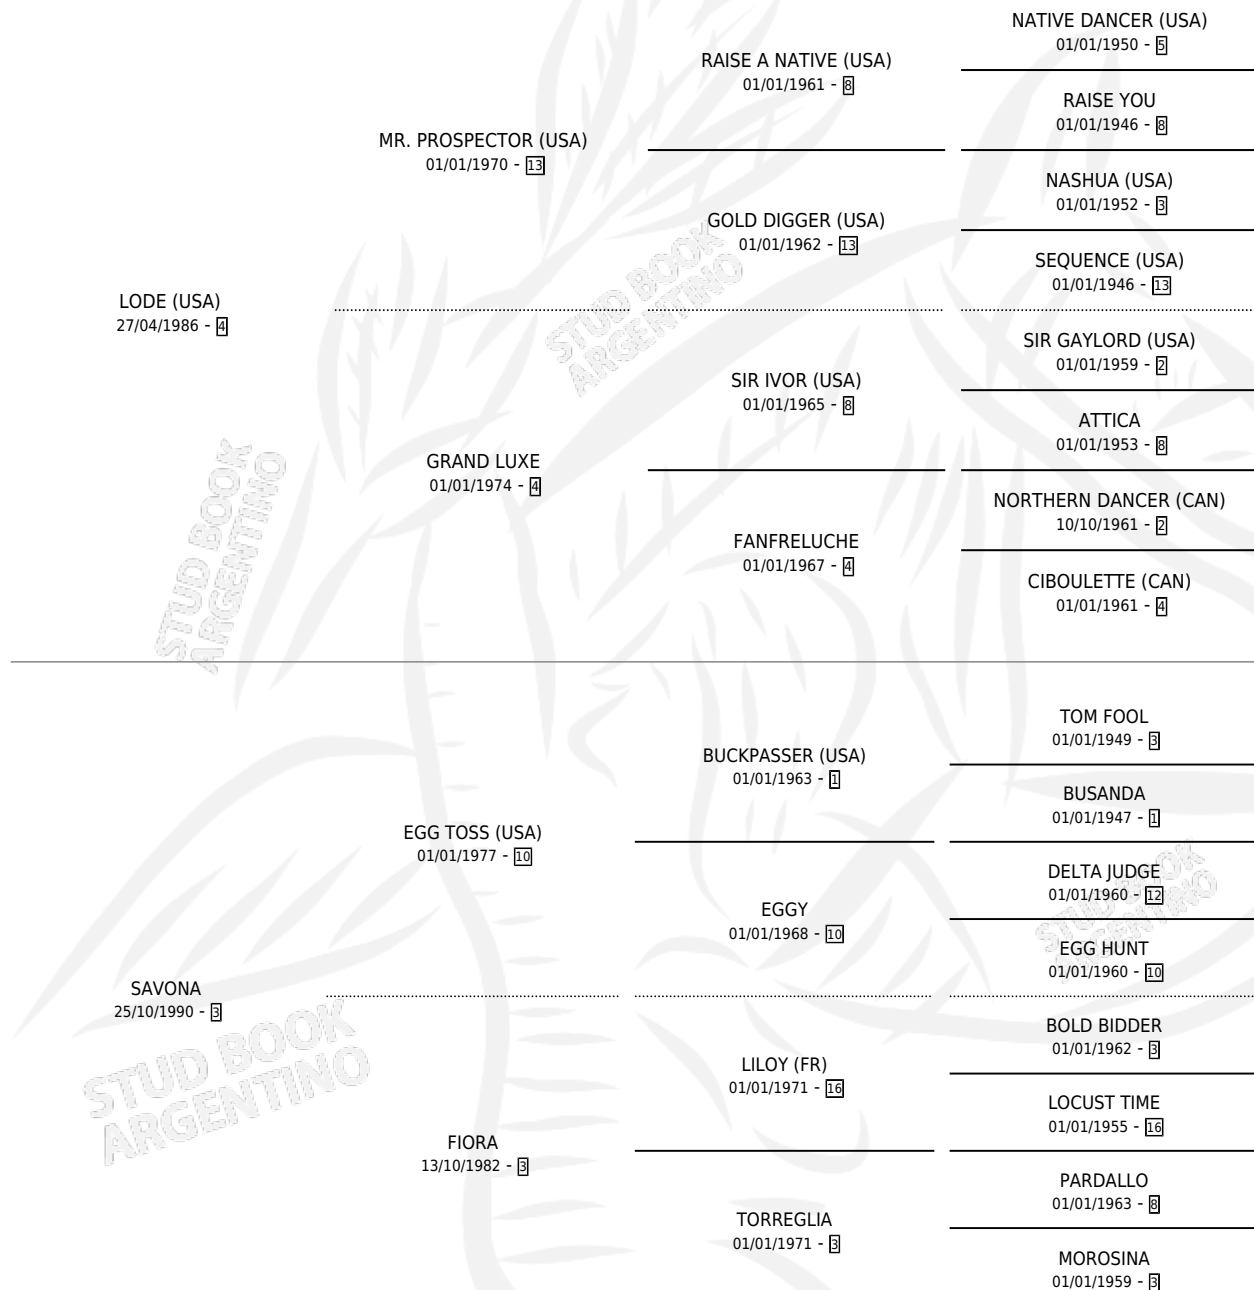 NATIVE DANCER (USA)
01/01/1950 - 5
RAISE A NATIVE (USA)
01/01/1961 - 8
RAISE YOU
01/01/1946 - 8
MR. PROSPECTOR (USA)
01/01/1970 - 13
NASHUA (USA)
01/01/1952 - 3
GOLD DIGGER (USA)
01/01/1962 - 13
SEQUENCE (USA)
01/01/1946 - 13
LODE (USA)
27/04/1986 - 4
STUD BOOK
ARGENTINO
SIR GAYLORD (USA)
01/01/1959 - 2
SIR IVOR (USA)
01/01/1965 - 8
ATTICA
01/01/1953 - 8
GRAND LUXE
01/01/1974 - 4
NORTHERN DANCER (CAN)
10/10/1961 - 2
FANFRELUCHE
01/01/1967 - 4
CIBOULETTE (CAN)
01/01/1961 - 4
STUD BOOK
ARGENTINO
TOM FOOL
01/01/1949 - 3
BUCKPASSER (USA)
01/01/1963 - 1
BUSANDA
01/01/1947 - 1
EGG TOSS (USA)
01/01/1977 - 10
DELTA JUDGE
01/01/1960 - 12
EGGY
01/01/1968 - 10
EGG HUNT
01/01/1960 - 10
STUD BOOK
ARGENTINO
SAVONA
25/10/1990 - 3
STUD BOOK
ARGENTINO
BOLD BIDDER
01/01/1962 - 3
LILOY (FR)
01/01/1971 - 16
LOCUST TIME
01/01/1955 - 16
FIORA
13/10/1982 - 3
PARDALLO
01/01/1963 - 8
TORREGLIA
01/01/1971 - 3
MOROSINA
01/01/1959 - 3